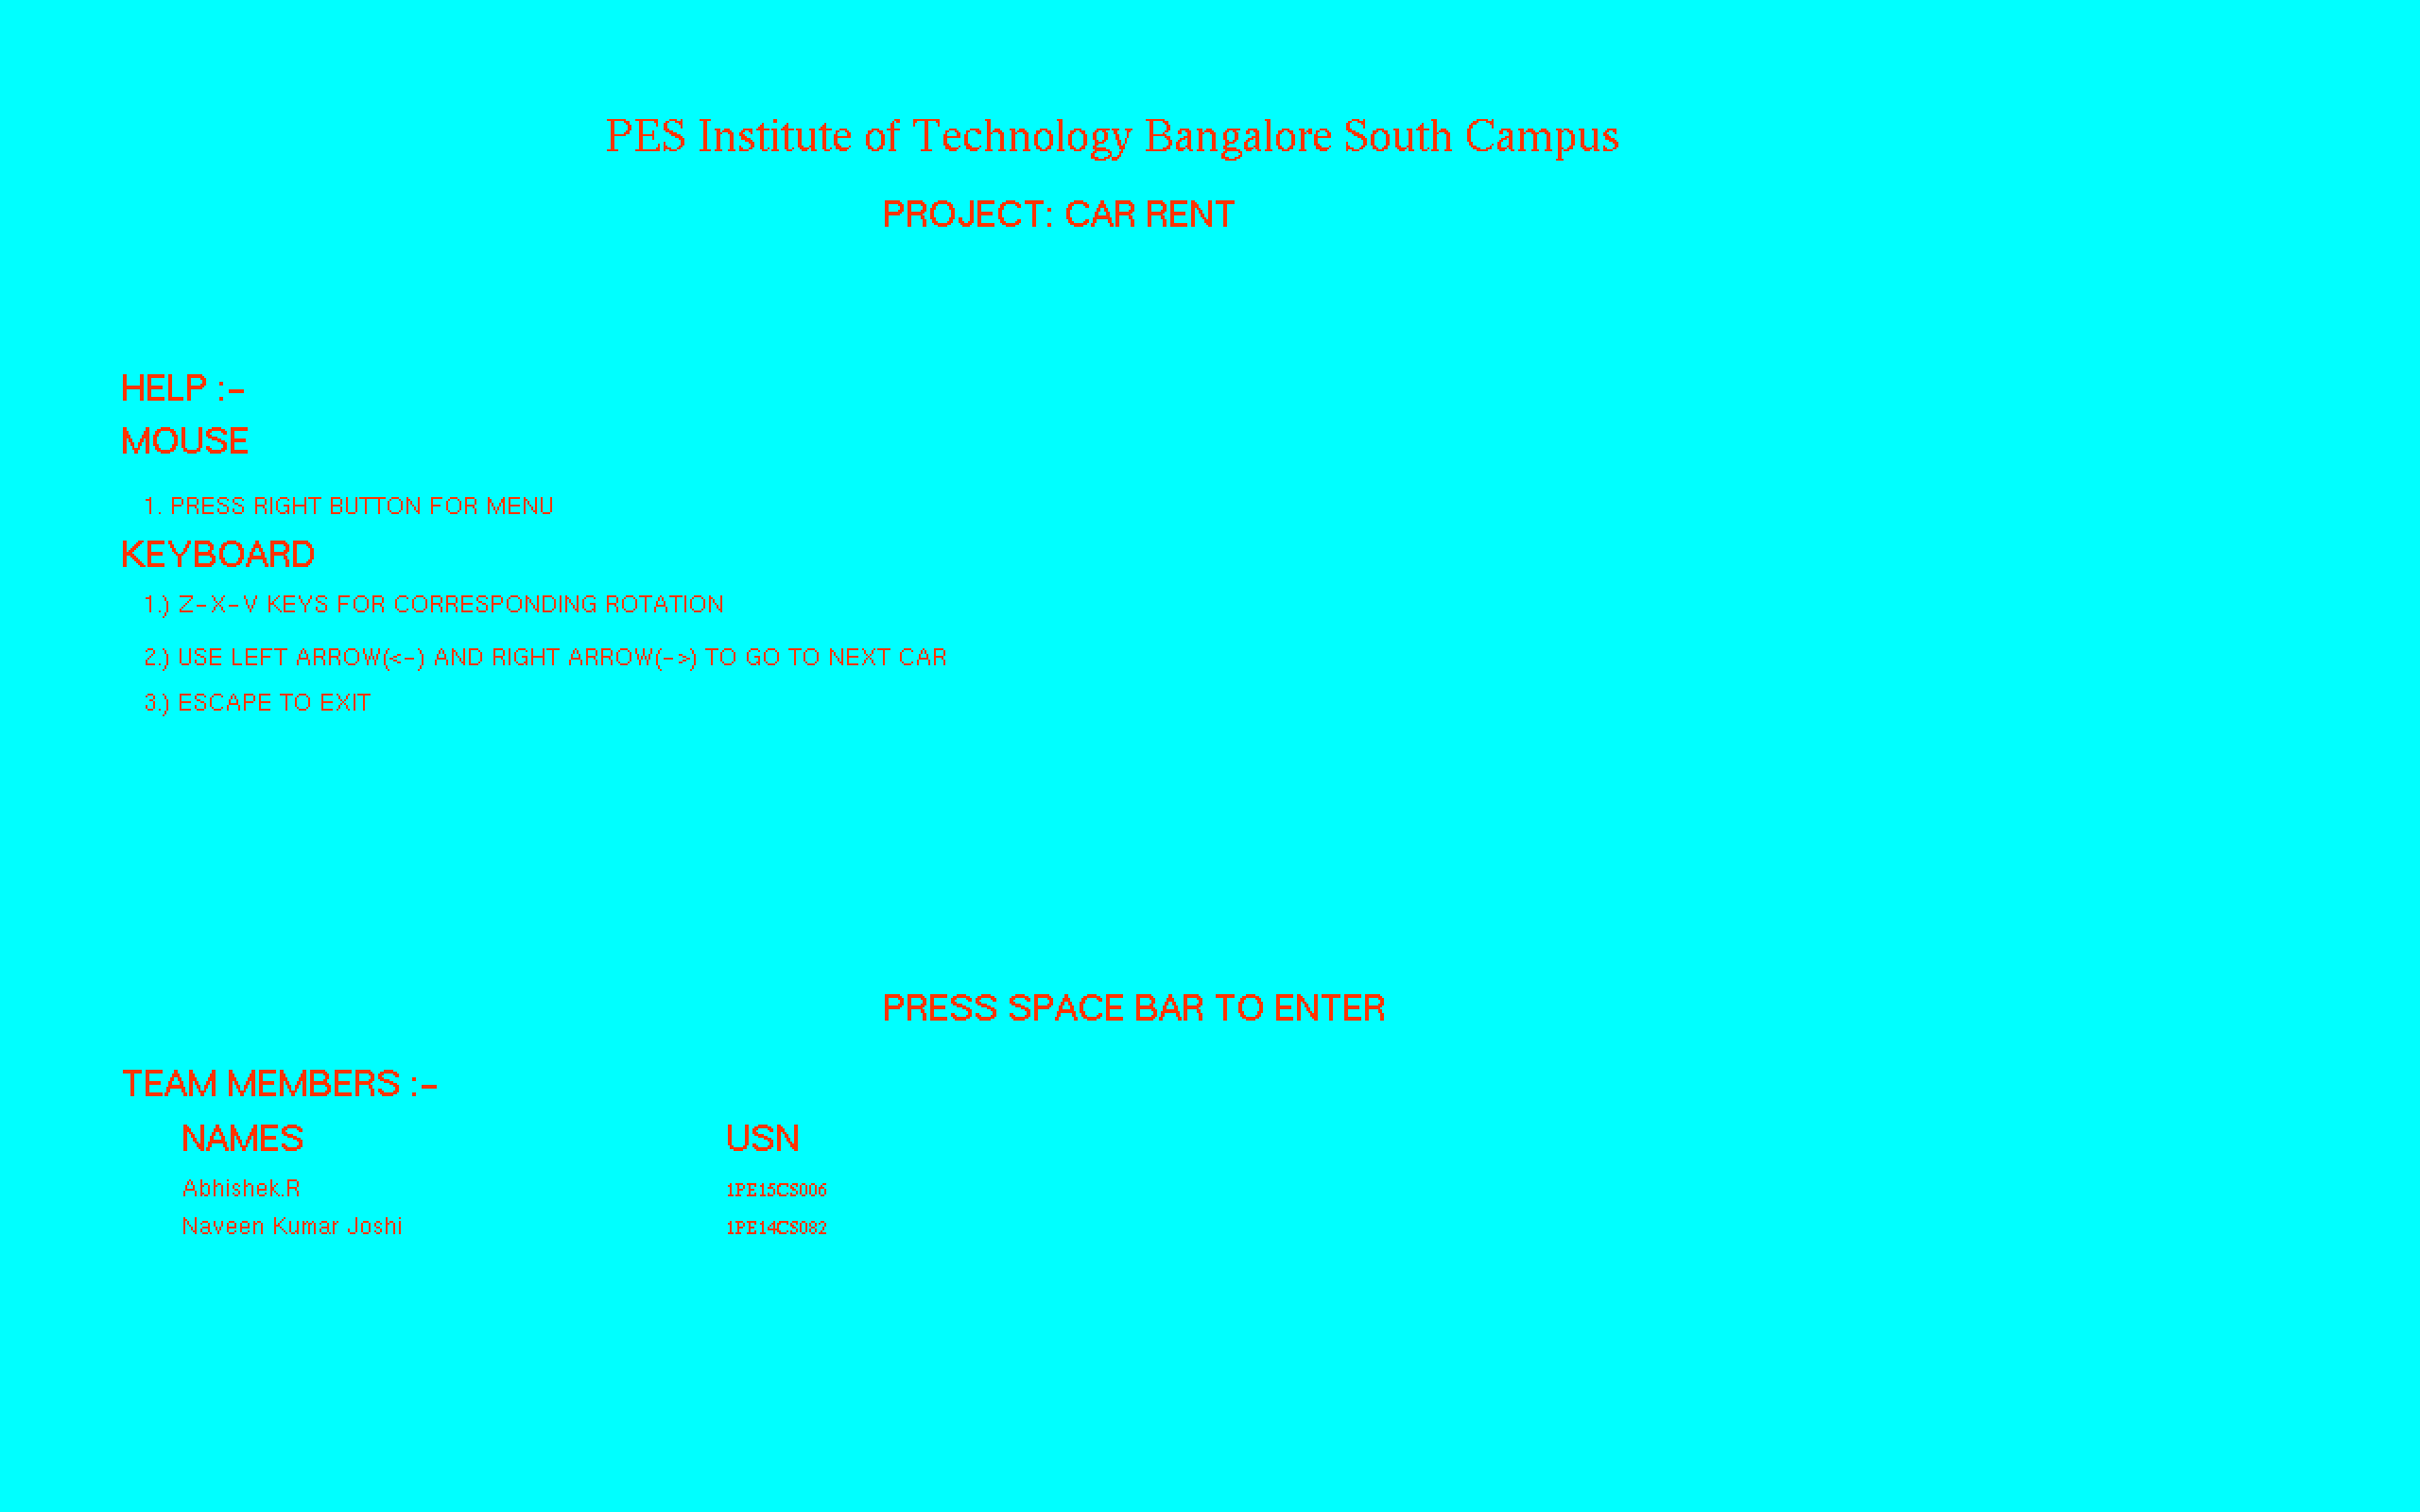 PES Institute of Technology Bangalore South Campus
PROJECT: CAR RENT
HELP :-
MOUSE
1. PRESS RIGHT BUTTON FOR MENU
KEYBOARD
1.) Z-X-V KEYS FOR CORRESPONDING ROTATION
2.) USE LEFT ARROW(<-) AND RIGHT ARROW(->) TO GO TO NEXT CAR
3.) ESCAPE TO EXIT
PRESS SPACE BAR TO ENTER
TEAM MEMBERS :-
NAMES USN
Abhishek.R 1PE15CS006
Naveen Kumar Joshi 1PE14CS082